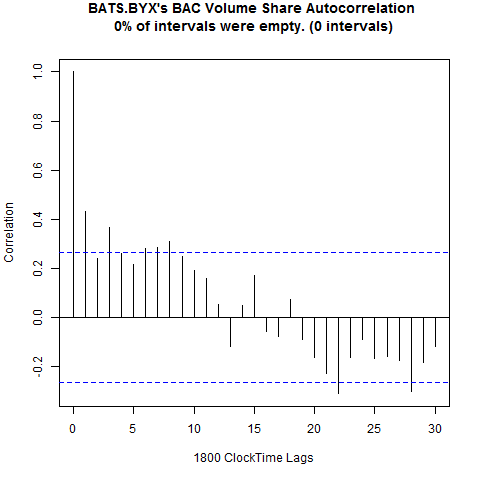 BATS.BYX's BAC Volume Share Autocorrelation
0% of intervals were empty. (0 intervals)
1.0
0.8
0.6
0.4
0.2
0.0
-0.2
Correlation
0 5 10 15 20 25 30
1800 ClockTime Lags